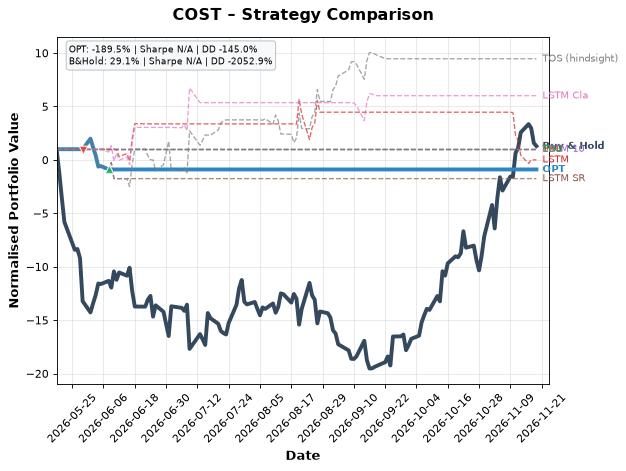 COST – Strategy Comparison
OPT: -189.5% | Sharpe N/A | DD -145.0%
B&Hold: 29.1% | Sharpe N/A | DD -2052.9%
Normalised Portfolio Value
10
5
0
−5
−10
−15
−20
TOS (hindsight)
LSTM Cla
Buy & Hold
LSTM
OPT
LSTM SR
2026-05-25
2026-06-06
2026-06-18
2026-06-30
2026-07-12
2026-07-24
2026-08-05
2026-08-17
2026-08-29
2026-09-10
2026-09-22
2026-10-04
2026-10-16
2026-10-28
2026-11-09
2026-11-21
Date